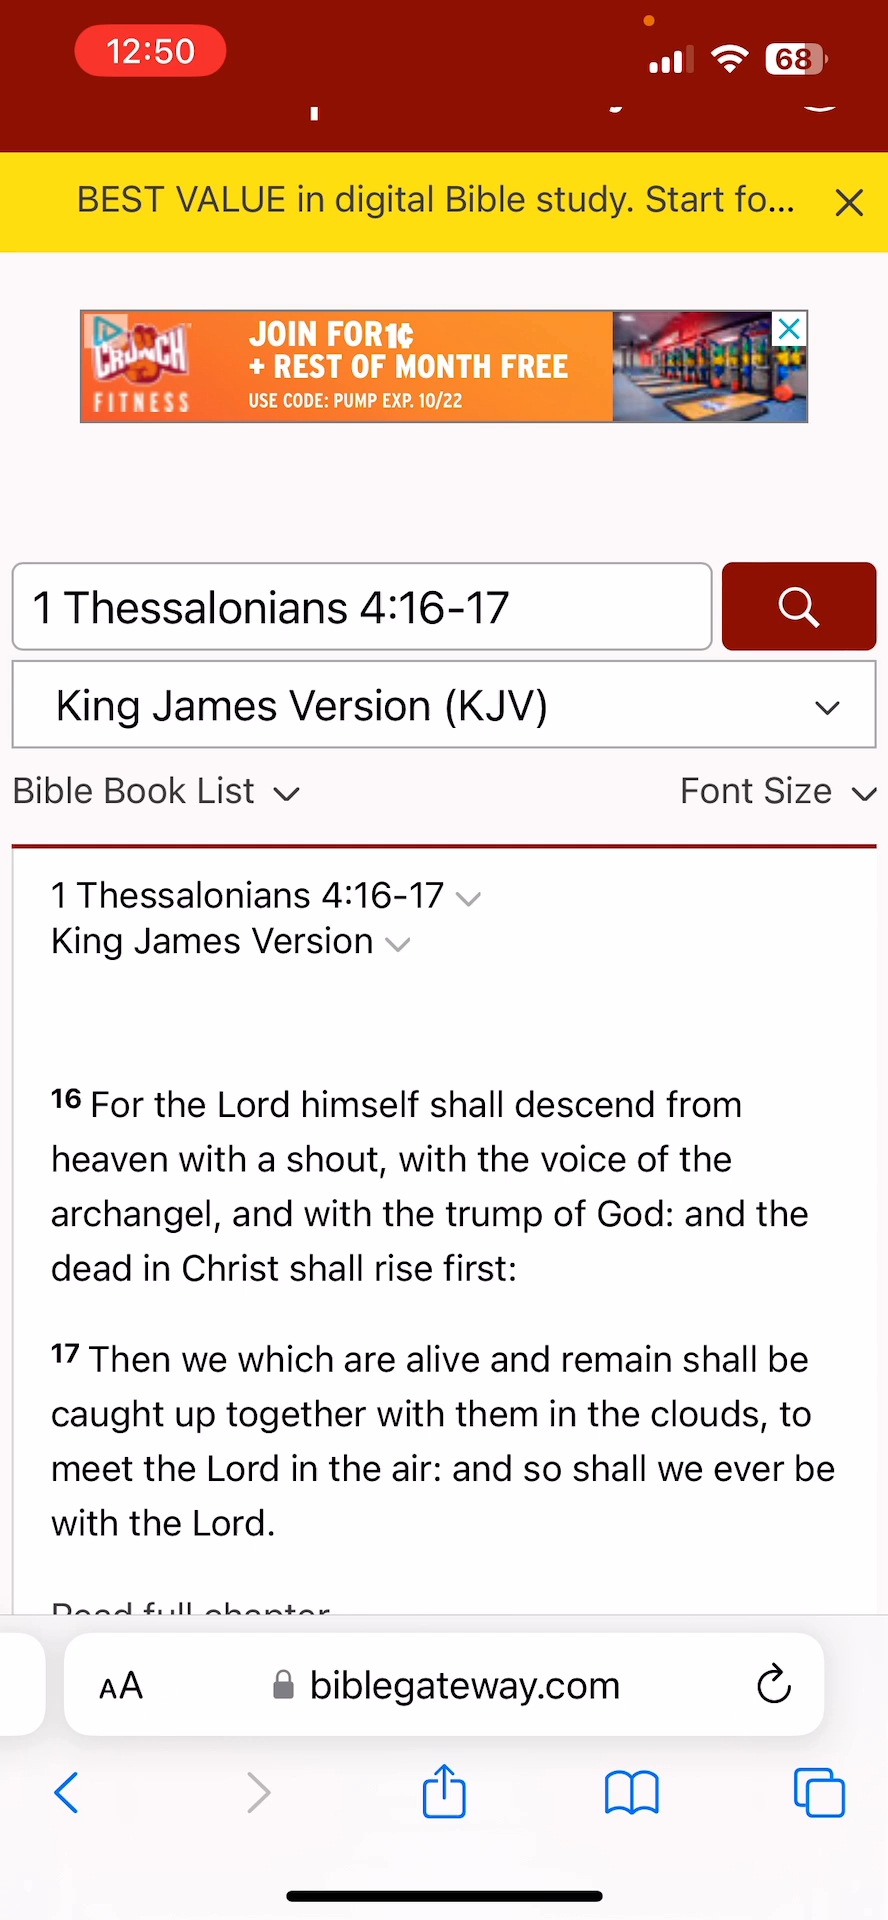 12:50
68
BEST VALUE in digital Bible study. Start fo...
CRUNCH
FITNESS
JOIN FOR 1¢
+ REST OF MONTH FREE
USE CODE: PUMP EXP. 10/22
1 Thessalonians 4:16-17
King James Version (KJV)
Bible Book List
Font Size
1 Thessalonians 4:16-17
King James Version
16 For the Lord himself shall descend from
heaven with a shout, with the voice of the
archangel, and with the trump of God: and the
dead in Christ shall rise first:
17 Then we which are alive and remain shall be
caught up together with them in the clouds, to
meet the Lord in the air: and so shall we ever be
with the Lord.
Read full chapter
AA
biblegateway.com